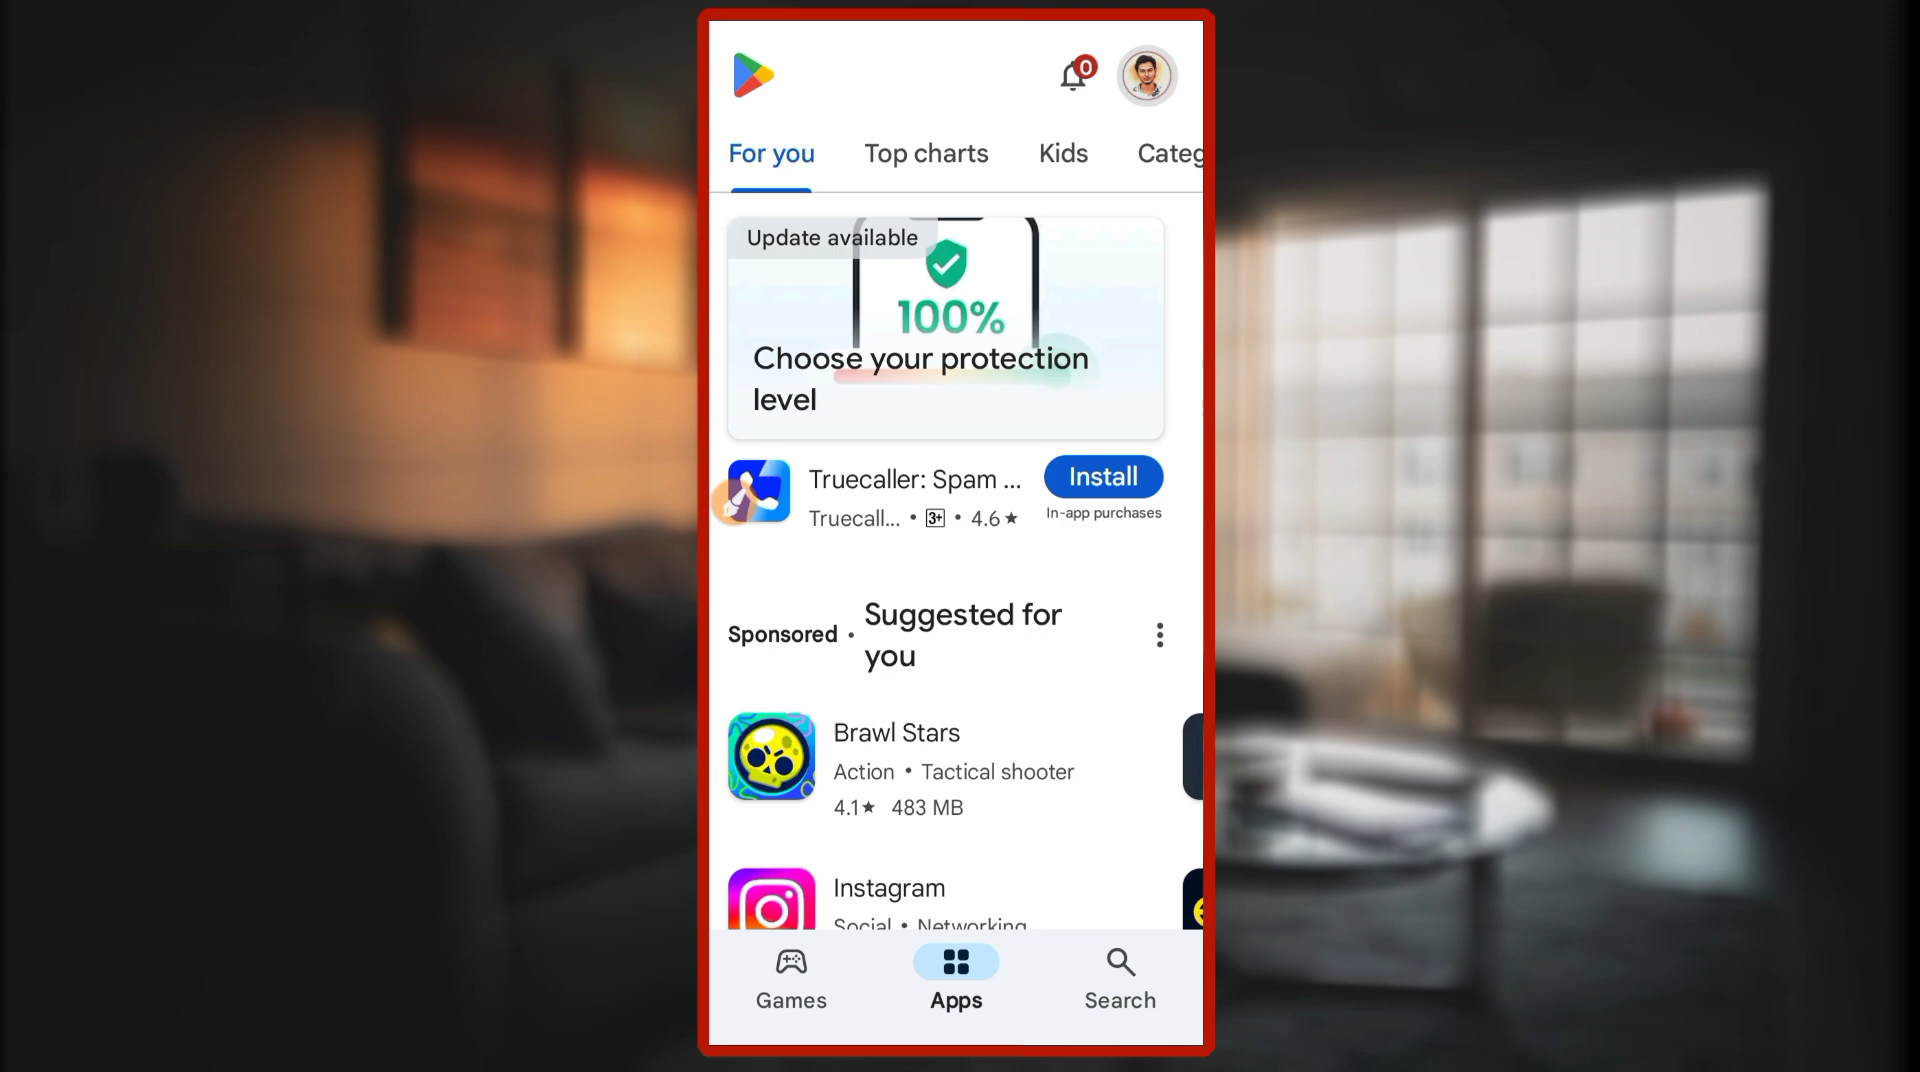 0
For you Top charts Kids Categ
Update available
100%
Choose your protection
level
Truecaller: Spam ... Install
Truecall... • 3+ • 4.6★ In-app purchases
Sponsored • Suggested for
you
Brawl Stars
Action • Tactical shooter
4.1★ 483 MB
Instagram
Social • Networking
Games Apps Search